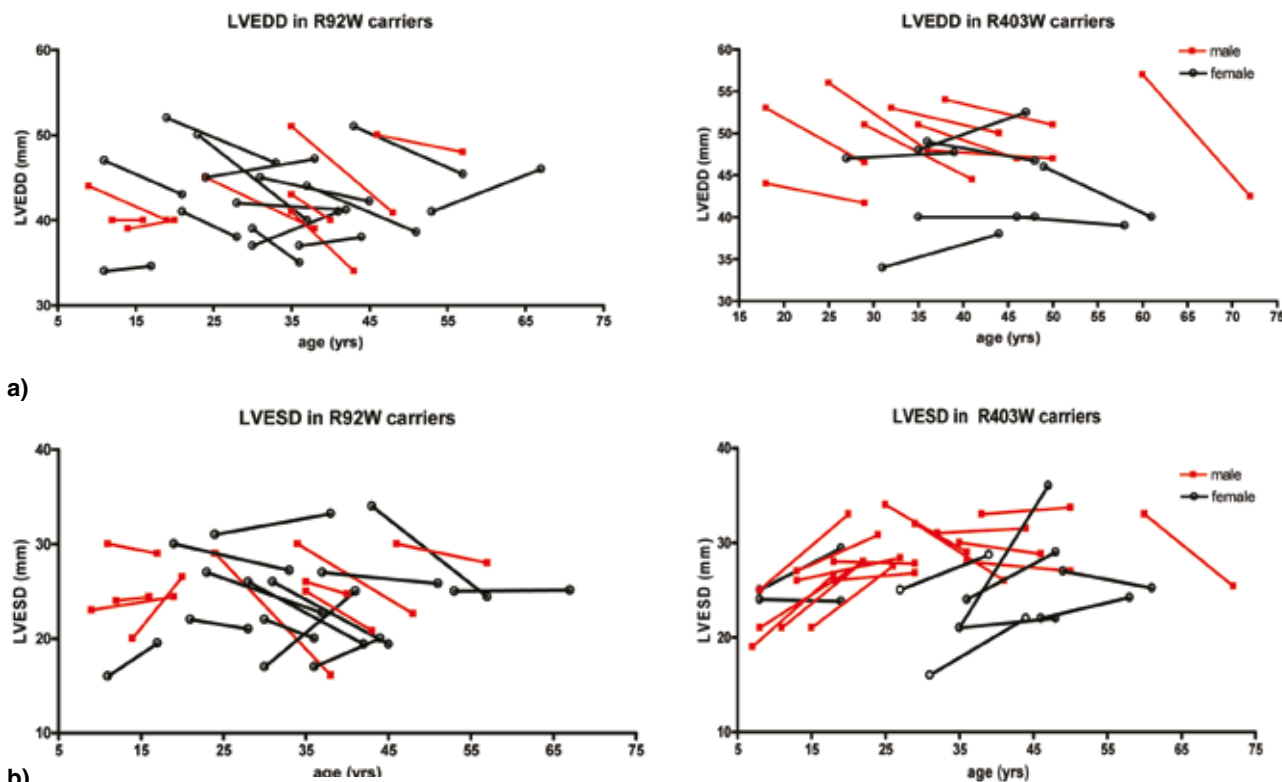 LVEDD in R92W carriers
60
50
40
30
LVEDD (mm)
5 15 25 35 45 55 65 75
age (yrs)
LVEDD in R403W carriers
male
female
60
55
50
45
40
35
30
LVEDD (mm)
15 20 25 30 35 40 45 50 55 60 65 70 75
age (yrs)
a)
LVESD in R92W carriers
40
30
20
10
LVESD (mm)
5 15 25 35 45 55 65 75
age (yrs)
LVESD in R403W carriers
male
female
40
30
20
10
LVESD (mm)
5 15 25 35 45 55 65 75
age (yrs)
b)